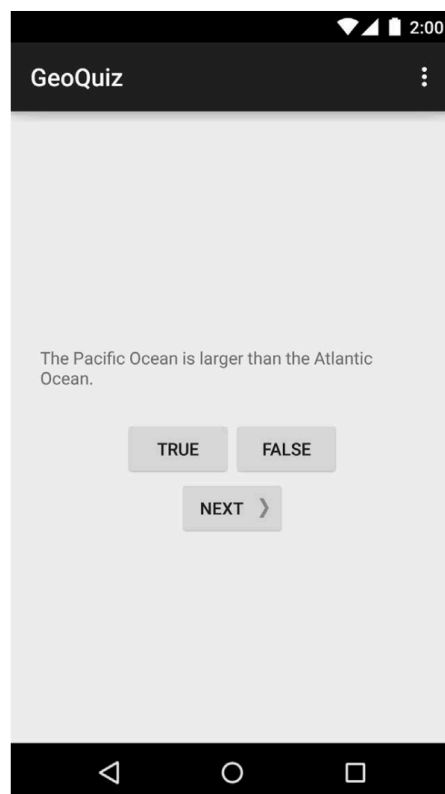 2:00
GeoQuiz
The Pacific Ocean is larger than the Atlantic
Ocean.
TRUE FALSE
NEXT